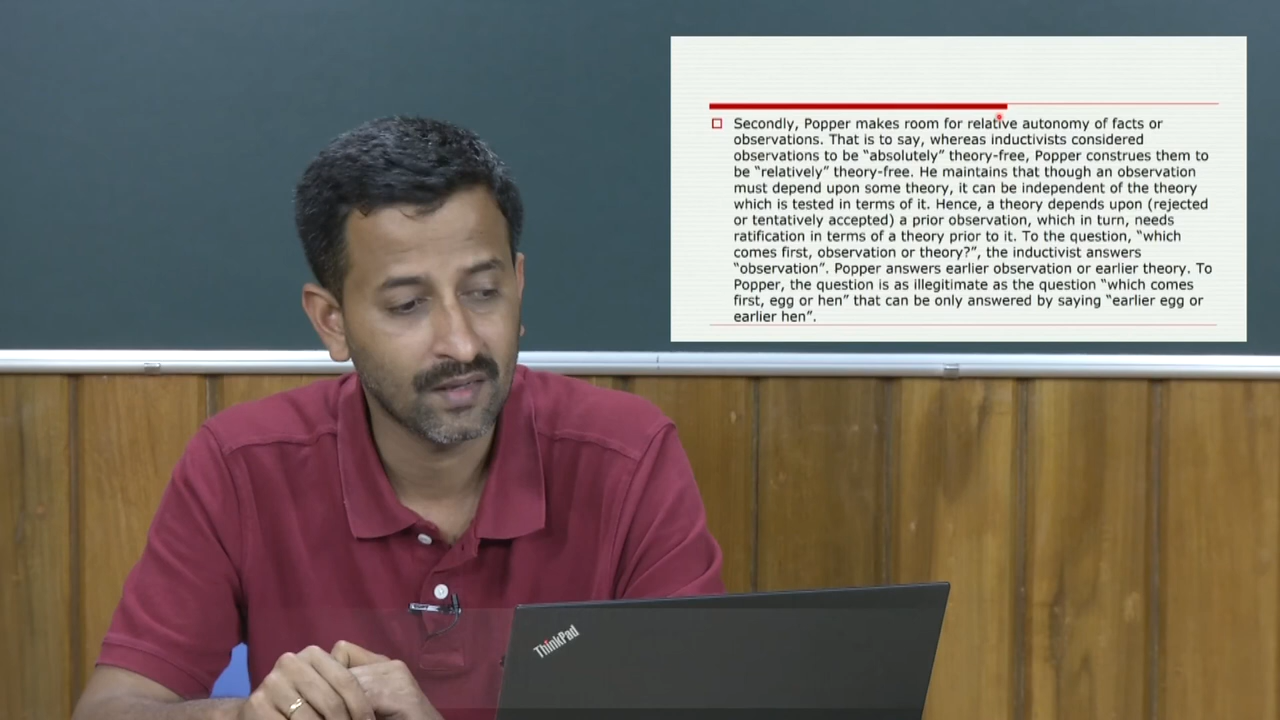 Secondly, Popper makes room for relative autonomy of facts or
observations. That is to say, whereas inductivists considered
observations to be “absolutely” theory-free, Popper construes them to
be “relatively” theory-free. He maintains that though an observation
must depend upon some theory, it can be independent of the theory
which is tested in terms of it. Hence, a theory depends upon (rejected
or tentatively accepted) a prior observation, which in turn, needs
ratification in terms of a theory prior to it. To the question, “which
comes first, observation or theory?”, the inductivist answers
“observation”. Popper answers earlier observation or earlier theory. To
Popper, the question is as illegitimate as the question “which comes
first, egg or hen” that can be only answered by saying “earlier egg or
earlier hen”.
ThinkPad